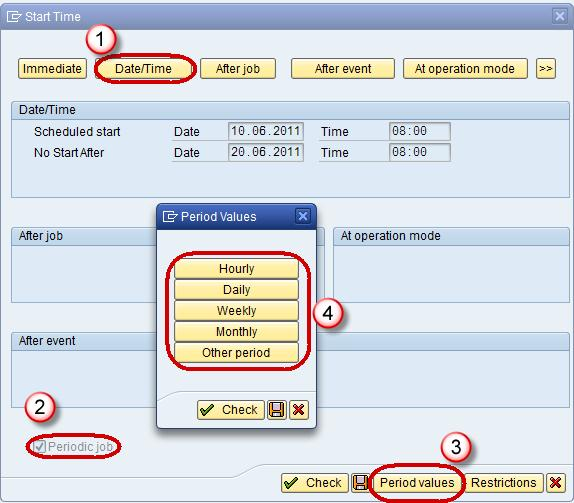 Start Time
1
Immediate Date/Time After job After event At operation mode >>
Date/Time
Scheduled start Date 10.06.2011 Time 08:00
No Start After Date 20.06.2011 Time 08:00
Period Values
After job At operation mode
Hourly
Daily
Weekly
Monthly
Other period
4
After event
Check
2
Periodic job
3
Check Period values Restrictions